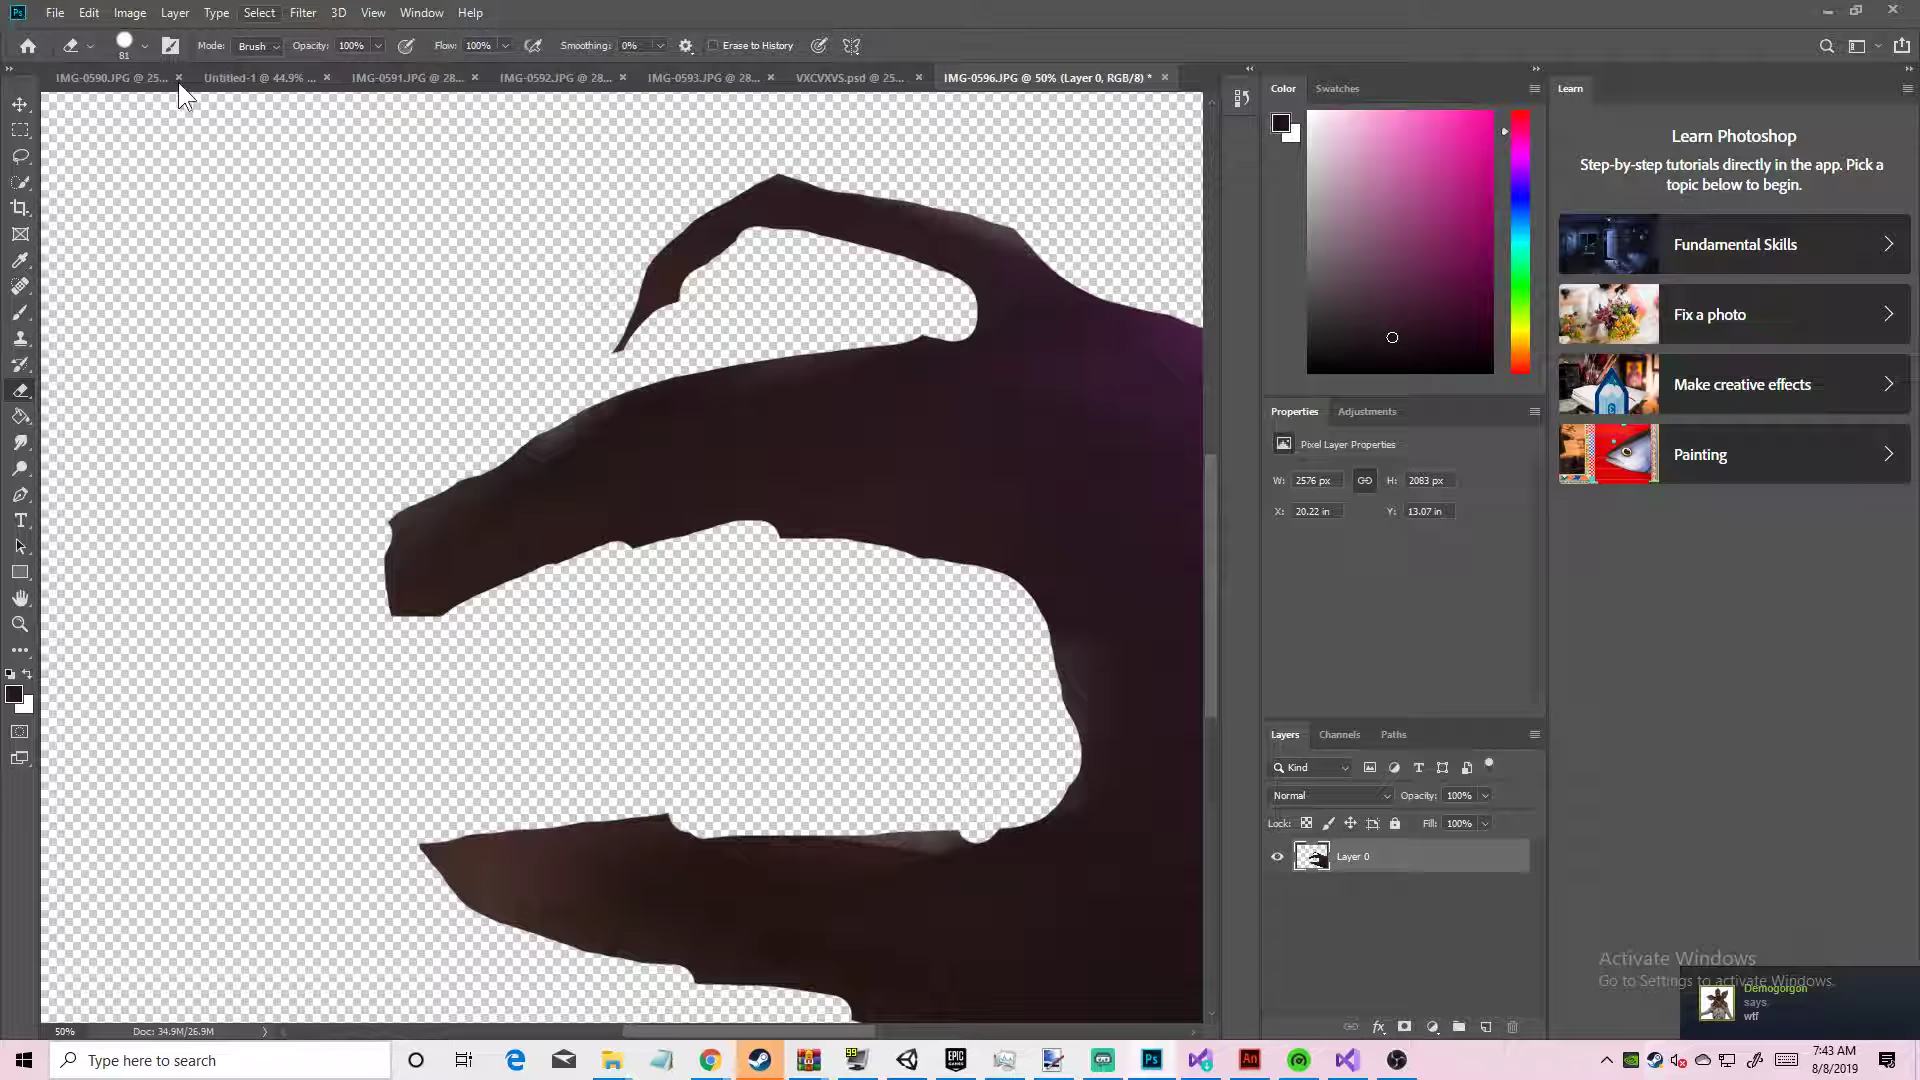 Ps File Edit Image Layer Type Select Filter 3D View Window Help
81 Mode: Brush Opacity: 100% Flow: 100% Smoothing: 0% Erase to History
IMG-0590.JPG @ 25... × Untitled-1 @ 44.9% ... × IMG-0591.JPG @ 28... × IMG-0592.JPG @ 28... × IMG-0593.JPG @ 28... × VXCVXVS.psd @ 25... × IMG-0596.JPG @ 50% (Layer 0, RGB/8) * ×
Color Swatches
Learn
Learn Photoshop
Step-by-step tutorials directly in the app. Pick a
topic below to begin.
Fundamental Skills
Fix a photo
Make creative effects
Painting
Properties Adjustments
Pixel Layer Properties
W: 2576 px H: 2083 px
X: 20.22 in Y: 13.07 in
Layers Channels Paths
Kind
Normal Opacity: 100%
Lock: Fill: 100%
Layer 0
Activate Windows
Go to Settings to activate Windows.
Demogorgon
says.
wtf
50% Doc: 34.9M/26.9M
Type here to search
99
EPIC
GAMES
Ps
An
7:43 AM
8/8/2019